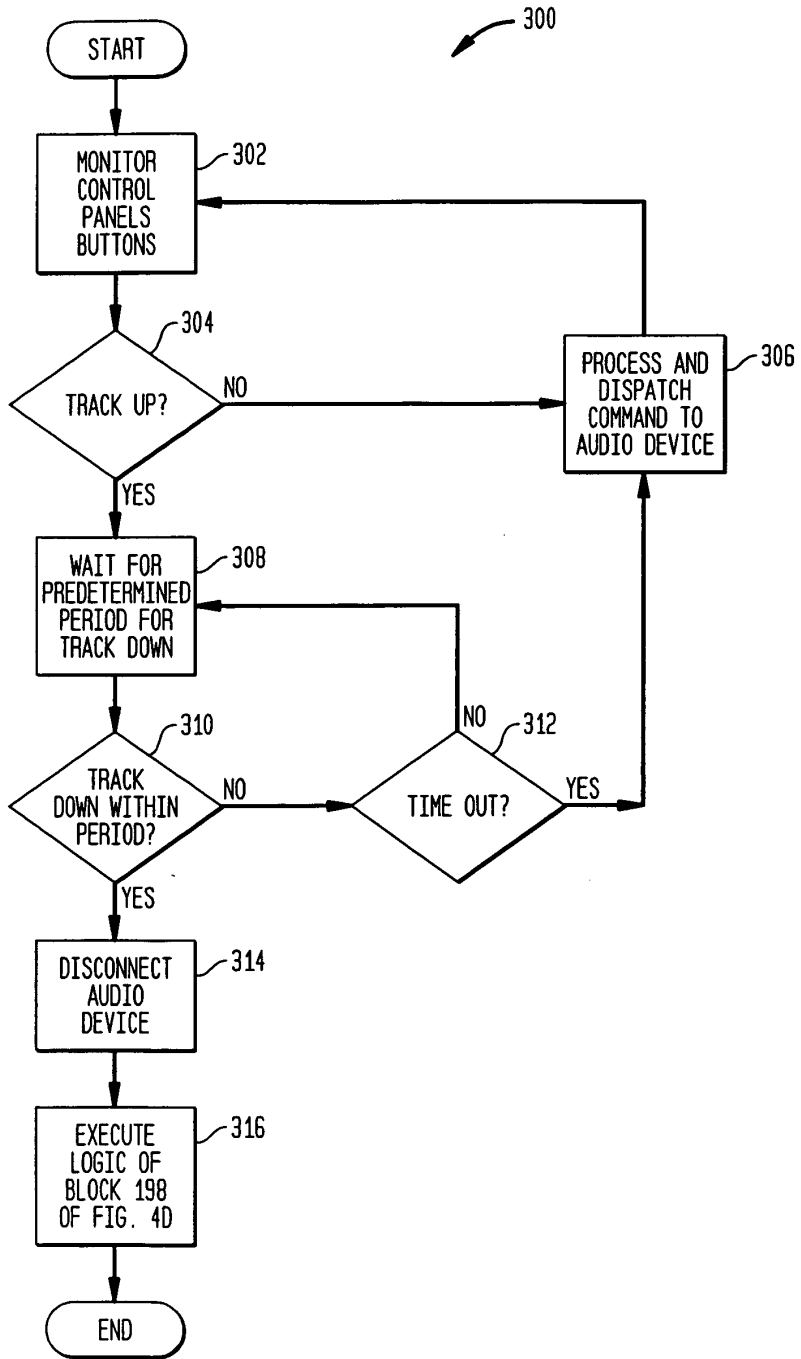 START
300
MONITOR
CONTROL
PANELS
BUTTONS
302
304
TRACK UP?
NO
YES
PROCESS AND
DISPATCH
COMMAND TO
AUDIO DEVICE
306
WAIT FOR
PREDETERMINED
PERIOD FOR
TRACK DOWN
308
310
TRACK
DOWN WITHIN
PERIOD?
NO
YES
312
TIME OUT?
NO
YES
DISCONNECT
AUDIO
DEVICE
314
EXECUTE
LOGIC OF
BLOCK 198
OF FIG. 4D
316
END